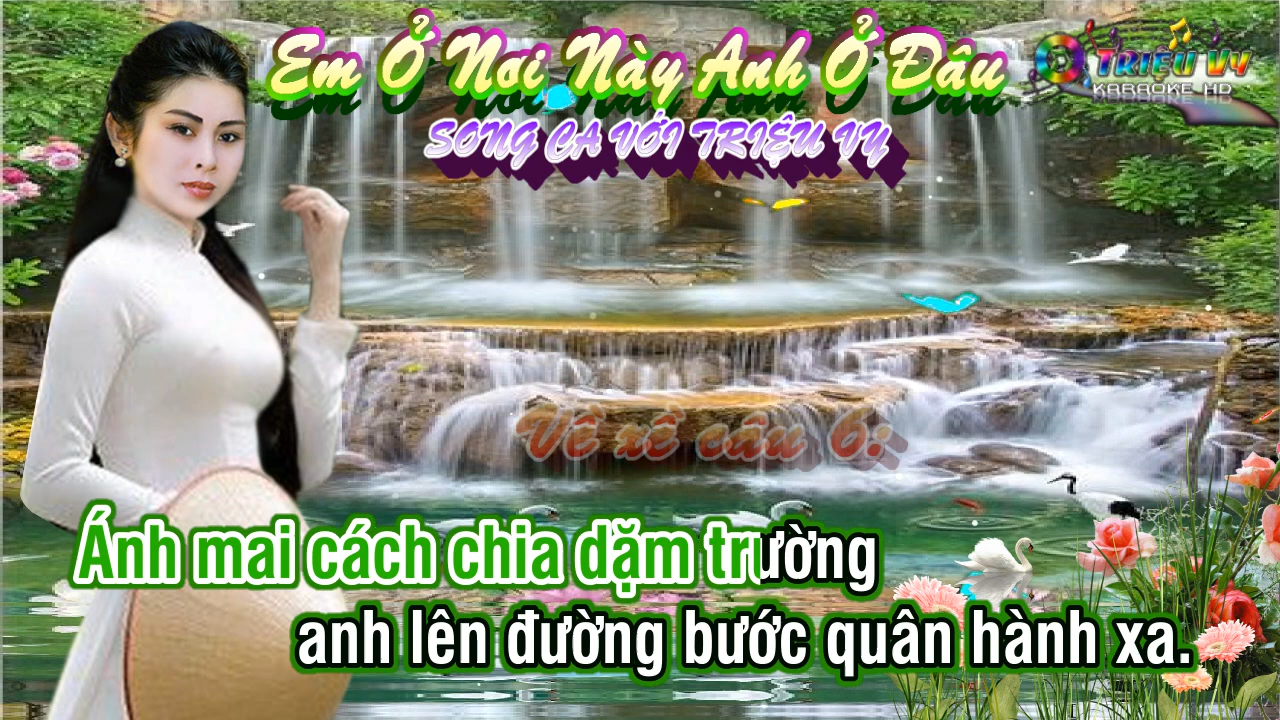 Em Ở Nơi Này Anh Ở Đâu
TRIỆU VY
KARAOKE HD
SONG CA VỚI TRIỆU VY
Về xề câu 6:
Ánh mai cách chia dặm trường
anh lên đường bước quân hành xa.